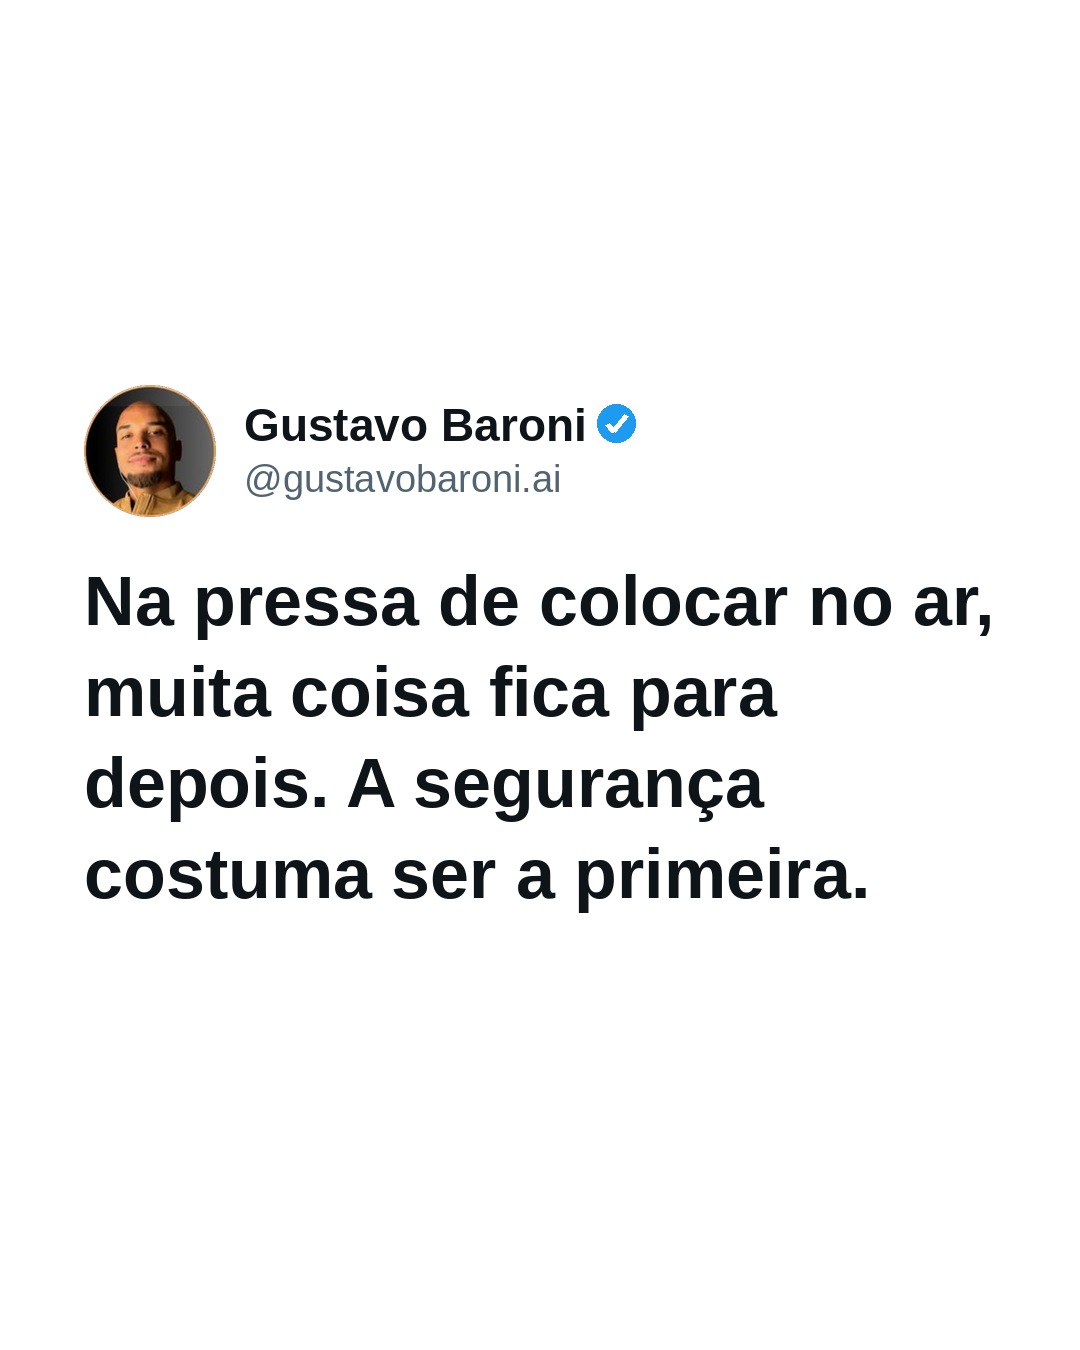 Gustavo Baroni
@gustavobaroni.ai
Na pressa de colocar no ar,
muita coisa fica para
depois. A segurança
costuma ser a primeira.